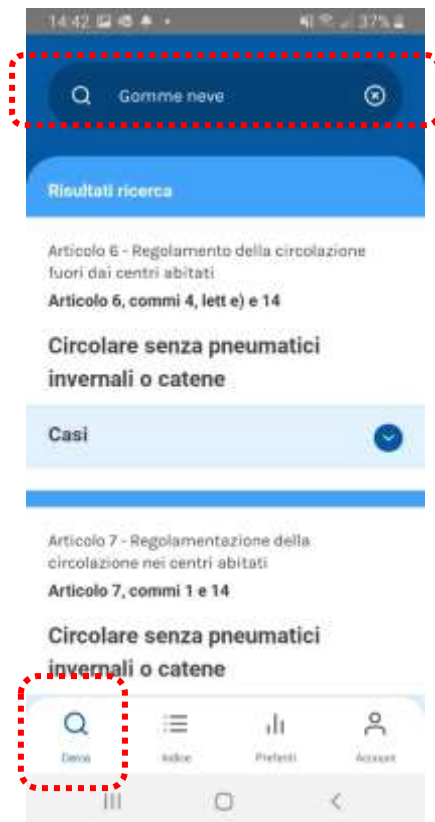 14:42 37%
Gomme neve
Risultati ricerca
Articolo 6 - Regolamento della circolazione
fuori dai centri abitati
Articolo 6, commi 4, lett e) e 14
Circolare senza pneumatici
invernali o catene
Casi
Articolo 7 - Regolamentazione della
circolazione nei centri abitati
Articolo 7, commi 1 e 14
Circolare senza pneumatici
invernali o catene
Cerca Indice Preferiti Account